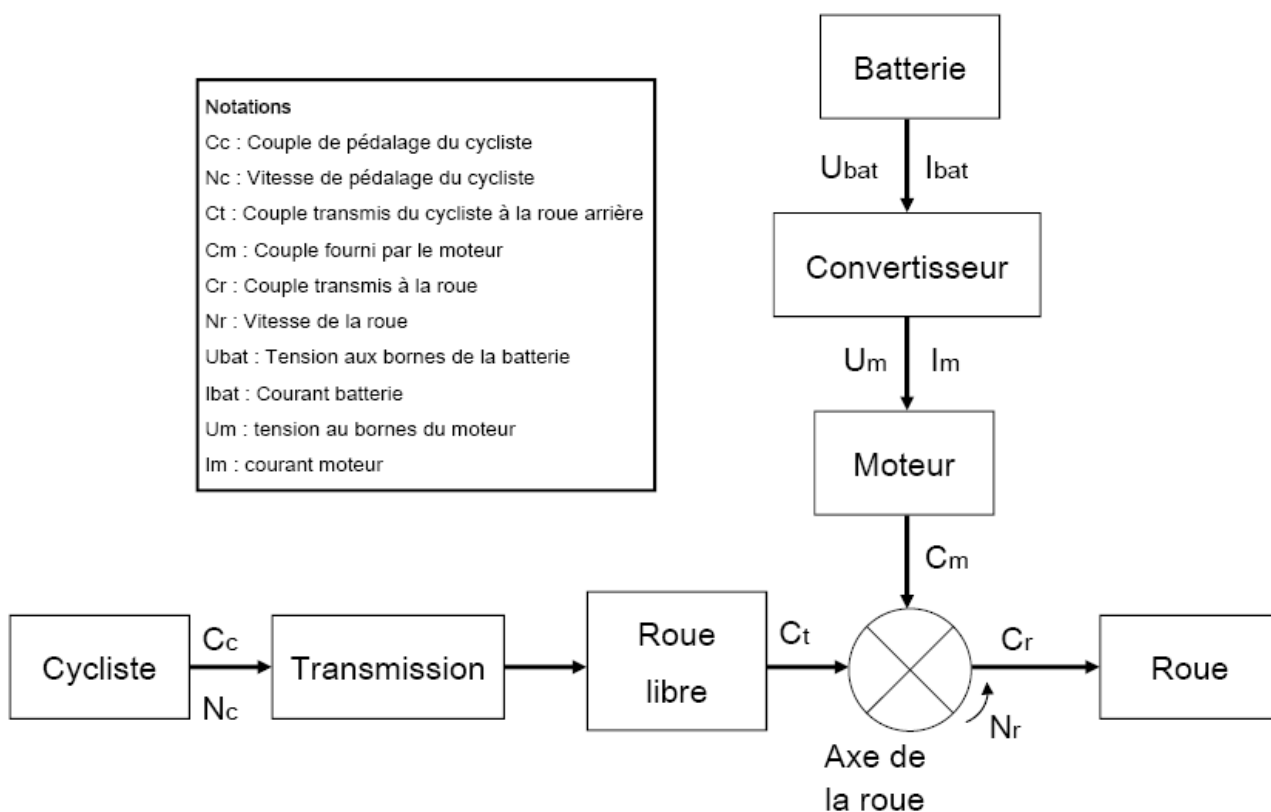 Batterie
Notations
Cc : Couple de pédalage du cycliste
Nc : Vitesse de pédalage du cycliste
Ct : Couple transmis du cycliste à la roue arrière
Cm : Couple fourni par le moteur
Cr : Couple transmis à la roue
Nr : Vitesse de la roue
Ubat : Tension aux bornes de la batterie
Ibat : Courant batterie
Um : tension au bornes du moteur
Im : courant moteur
Ubat Ibat
Convertisseur
Um Im
Moteur
Cm
Cycliste
Cc
Nc
Transmission
Roue
libre
Ct
Cr
Nr
Roue
Axe de
la roue